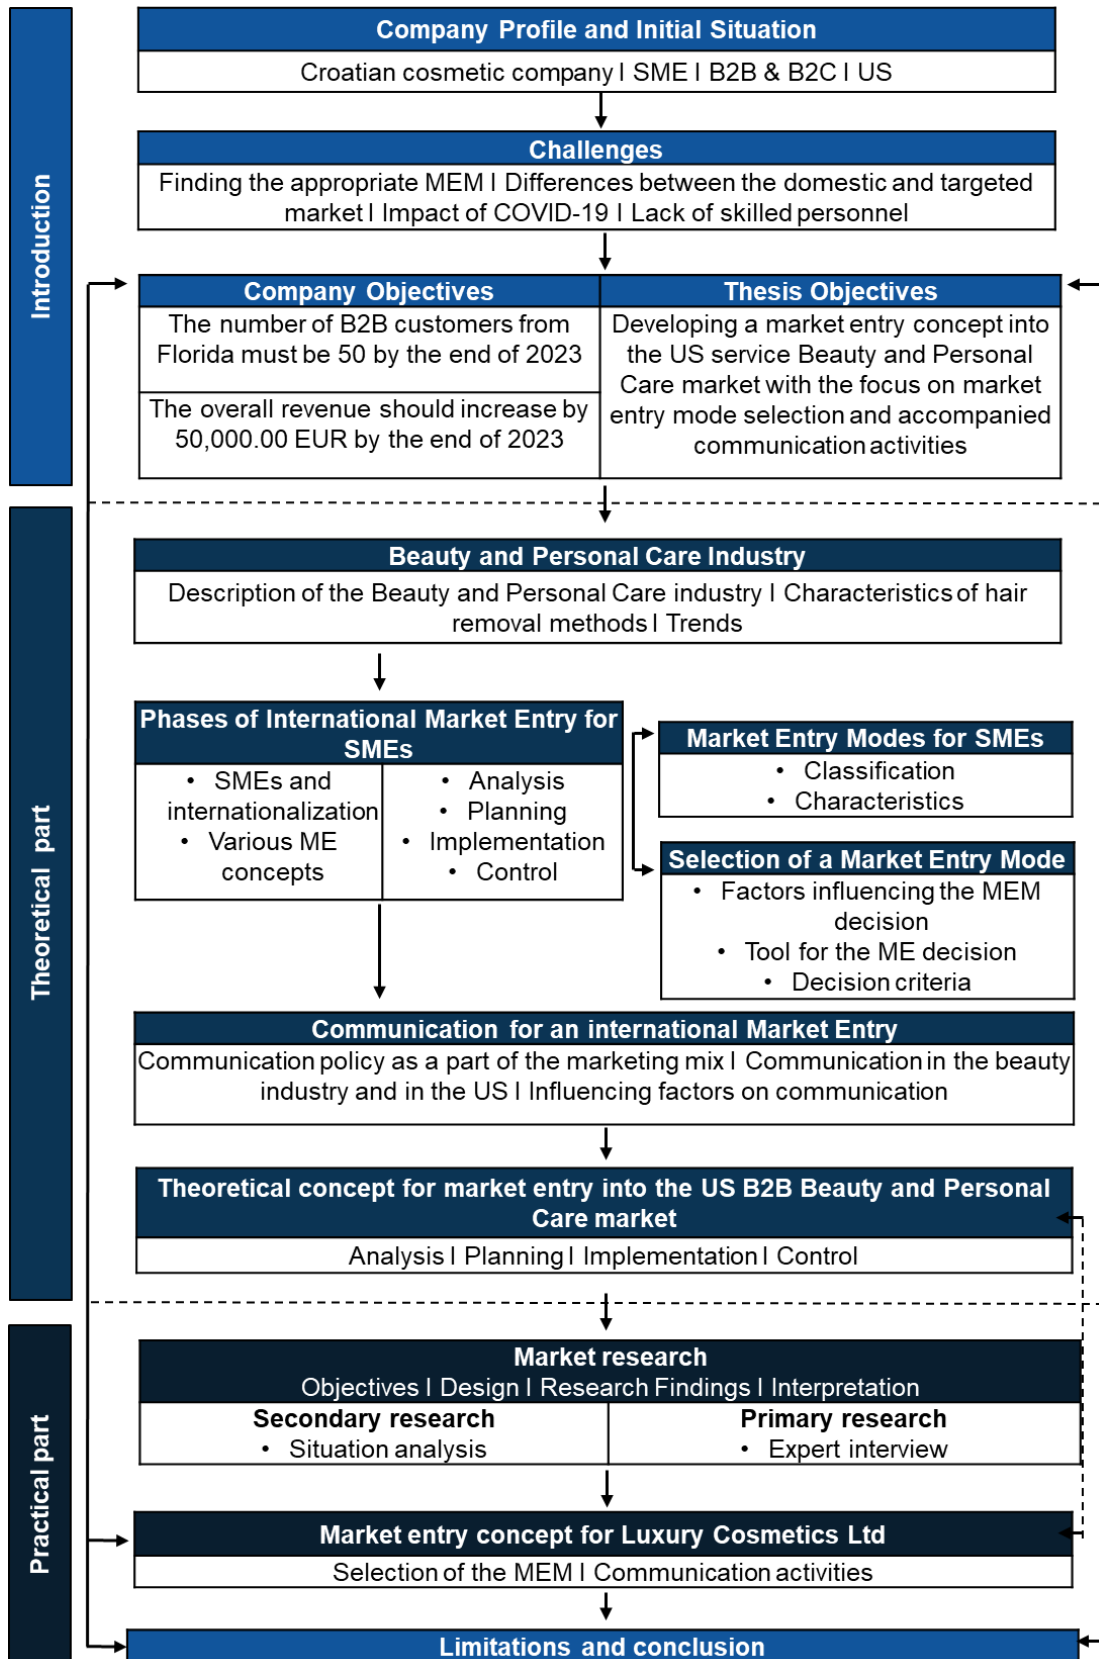 Introduction
Company Profile and Initial Situation
Croatian cosmetic company I SME I B2B & B2C I US
Challenges
Finding the appropriate MEM I Differences between the domestic and targeted
market I Impact of COVID-19 I Lack of skilled personnel
Company Objectives
The number of B2B customers from
Florida must be 50 by the end of 2023
The overall revenue should increase by
50,000.00 EUR by the end of 2023
Thesis Objectives
Developing a market entry concept into
the US service Beauty and Personal
Care market with the focus on market
entry mode selection and accompanied
communication activities
Theoretical part
Beauty and Personal Care Industry
Description of the Beauty and Personal Care industry I Characteristics of hair
removal methods I Trends
Phases of International Market Entry for
SMEs
• SMEs and
internationalization
• Various ME
concepts
• Analysis
• Planning
• Implementation
• Control
Market Entry Modes for SMEs
• Classification
• Characteristics
Selection of a Market Entry Mode
• Factors influencing the MEM
decision
• Tool for the ME decision
• Decision criteria
Communication for an international Market Entry
Communication policy as a part of the marketing mix I Communication in the beauty
industry and in the US I Influencing factors on communication
Theoretical concept for market entry into the US B2B Beauty and Personal
Care market
Analysis I Planning I Implementation I Control
Practical part
Market research
Objectives I Design I Research Findings I Interpretation
Secondary research
• Situation analysis
Primary research
• Expert interview
Market entry concept for Luxury Cosmetics Ltd
Selection of the MEM I Communication activities
Limitations and conclusion